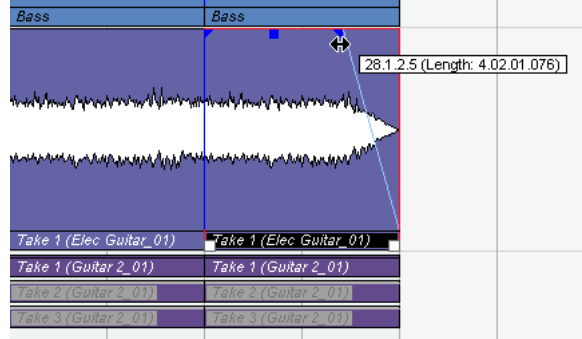 Bass Bass
28.1.2.5 (Length: 4.02.01.076)
Take 1 (Elec Guitar_01) Take 1 (Elec Guitar_01)
Take 1 (Guitar 2_01) Take 1 (Guitar 2_01)
Take 2 (Guitar 2_01) Take 2 (Guitar 2_01)
Take 3 (Guitar 2_01) Take 3 (Guitar 2_01)